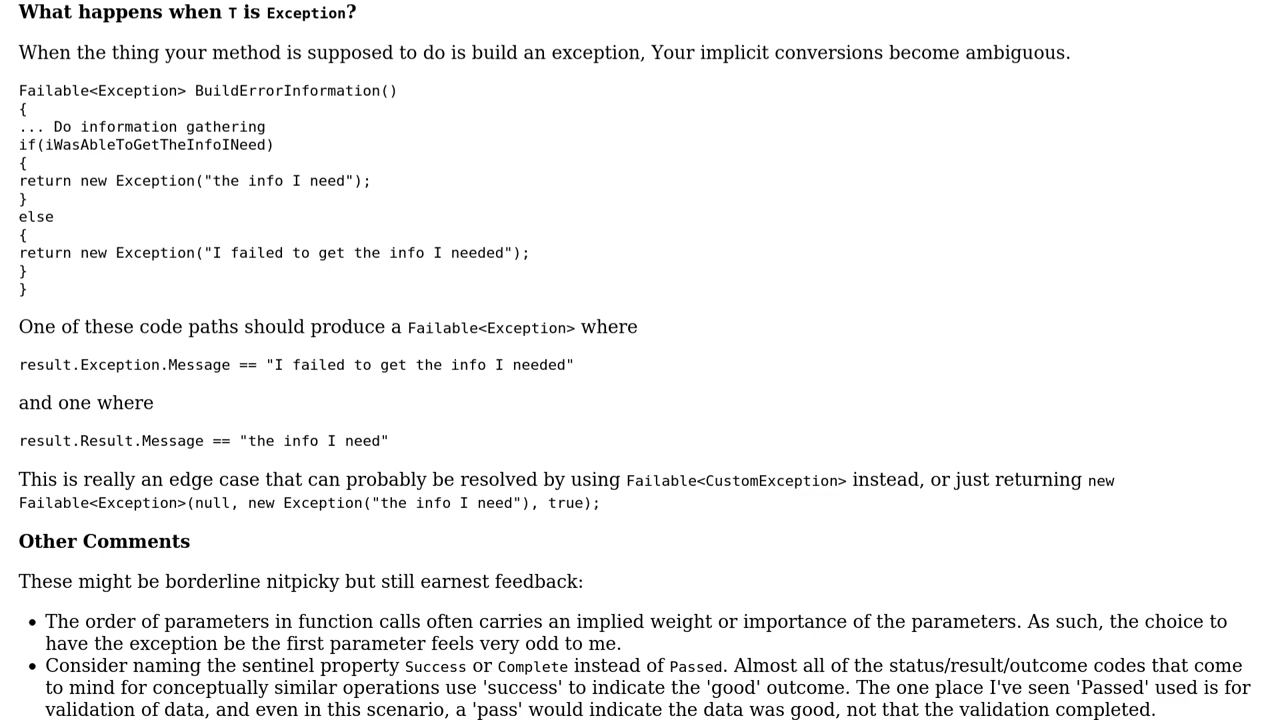 What happens when T is Exception?
When the thing your method is supposed to do is build an exception, Your implicit conversions become ambiguous.
Failable<Exception> BuildErrorInformation()
{
... Do information gathering
if(iWasAbleToGetTheInfoINeed)
{
return new Exception("the info I need");
}
else
{
return new Exception("I failed to get the info I needed");
}
}
One of these code paths should produce a Failable<Exception> where
result.Exception.Message == "I failed to get the info I needed"
and one where
result.Result.Message == "the info I need"
This is really an edge case that can probably be resolved by using Failable<CustomException> instead, or just returning new
Failable<Exception>(null, new Exception("the info I need"), true);
Other Comments
These might be borderline nitpicky but still earnest feedback:
• The order of parameters in function calls often carries an implied weight or importance of the parameters. As such, the choice to
have the exception be the first parameter feels very odd to me.
• Consider naming the sentinel property Success or Complete instead of Passed. Almost all of the status/result/outcome codes that come
to mind for conceptually similar operations use 'success' to indicate the 'good' outcome. The one place I've seen 'Passed' used is for
validation of data, and even in this scenario, a 'pass' would indicate the data was good, not that the validation completed.